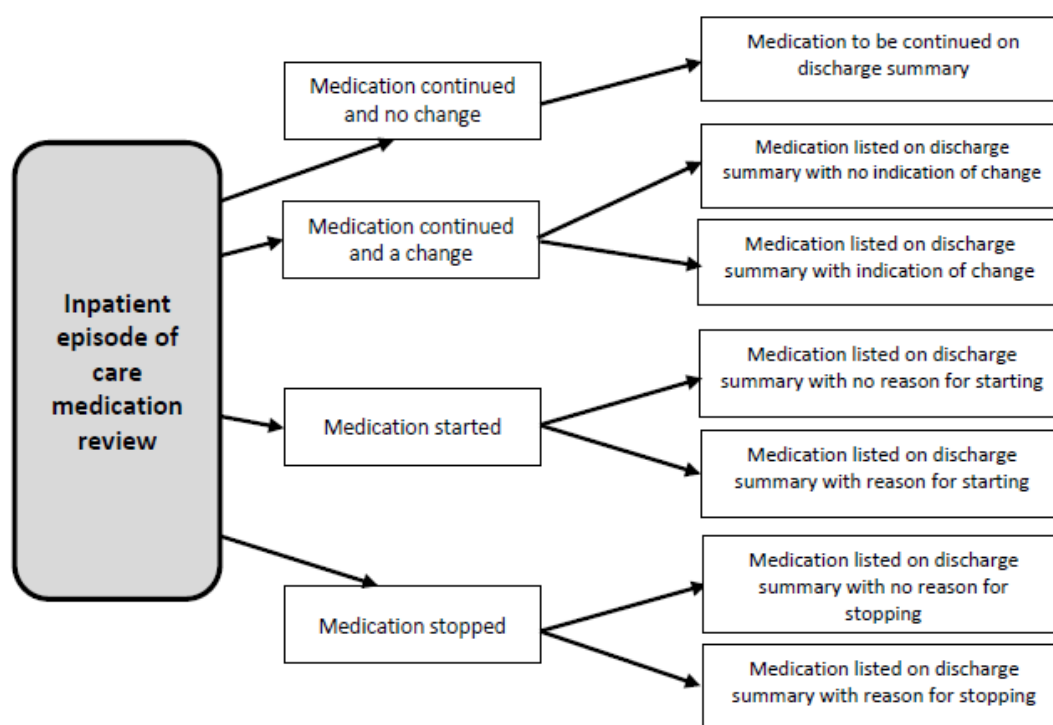 Inpatient
episode of
care
medication
review
Medication continued
and no change
Medication continued
and a change
Medication started
Medication stopped
Medication to be continued on
discharge summary
Medication listed on discharge
summary with no indication of change
Medication listed on discharge
summary with indication of change
Medication listed on discharge
summary with no reason for starting
Medication listed on discharge
summary with reason for starting
Medication listed on discharge
summary with no reason for
stopping
Medication listed on discharge
summary with reason for stopping